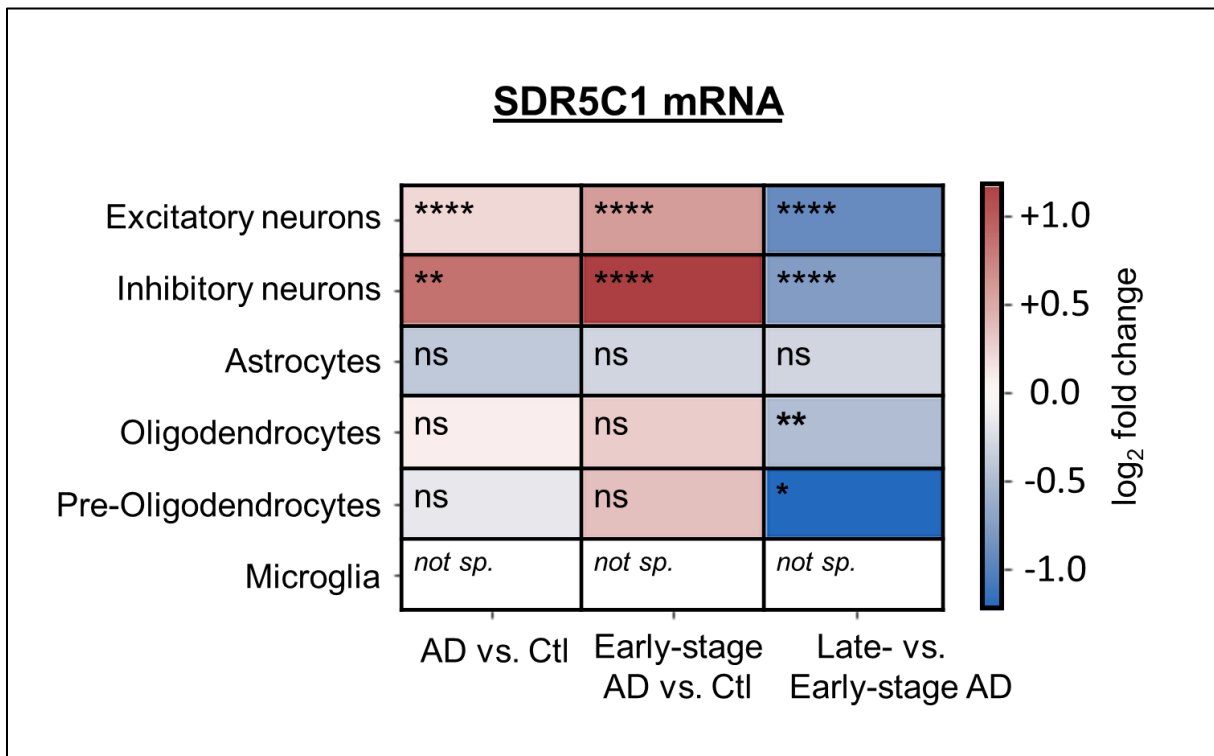 SDR5C1 mRNA
Excitatory neurons
**** **** ****
Inhibitory neurons
** **** ****
Astrocytes
ns ns ns
Oligodendrocytes
ns ns **
Pre-Oligodendrocytes
ns ns *
Microglia
not sp. not sp. not sp.
AD vs. Ctl
Early-stage
AD vs. Ctl
Late- vs.
Early-stage AD
+1.0
+0.5
0.0
-0.5
-1.0
log₂ fold change